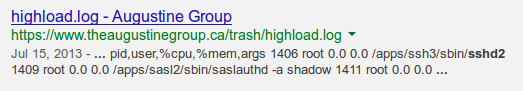 highload.log - Augustine Group
https://www.theaugustinegroup.ca/trash/highload.log
Jul 15, 2013 - ... pid,user,%cpu,%mem,args 1406 root 0.0 0.0 /apps/ssh3/sbin/sshd2
1409 root 0.0 0.0 /apps/sasl2/sbin/saslauthd -a shadow 1411 root 0.0 0.0 ...